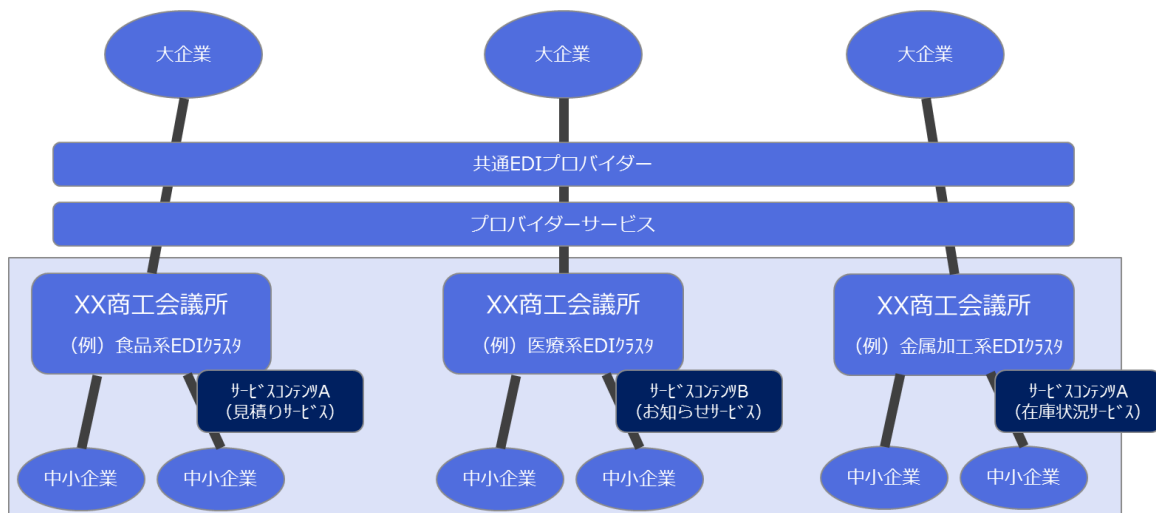 大企業
大企業
大企業
共通EDIプロバイダー
プロバイダーサービス
XX商工会議所
（例）食品系EDIｸﾗｽﾀ
XX商工会議所
（例）医療系EDIｸﾗｽﾀ
XX商工会議所
（例）金属加工系EDIｸﾗｽﾀ
ｻｰﾋﾞｽｺﾝﾃﾝﾂA
（見積りｻｰﾋﾞｽ）
ｻｰﾋﾞｽｺﾝﾃﾝﾂB
（お知らせｻｰﾋﾞｽ）
ｻｰﾋﾞｽｺﾝﾃﾝﾂA
（在庫状況ｻｰﾋﾞｽ）
中小企業
中小企業
中小企業
中小企業
中小企業
中小企業